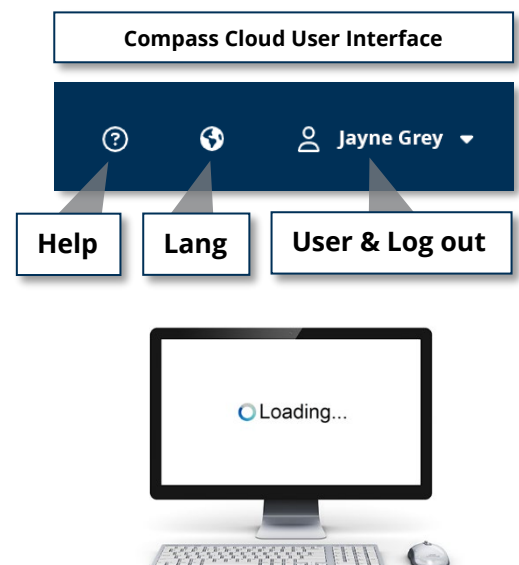 Compass Cloud User Interface
Jayne Grey
Help
Lang
User & Log out
Loading...